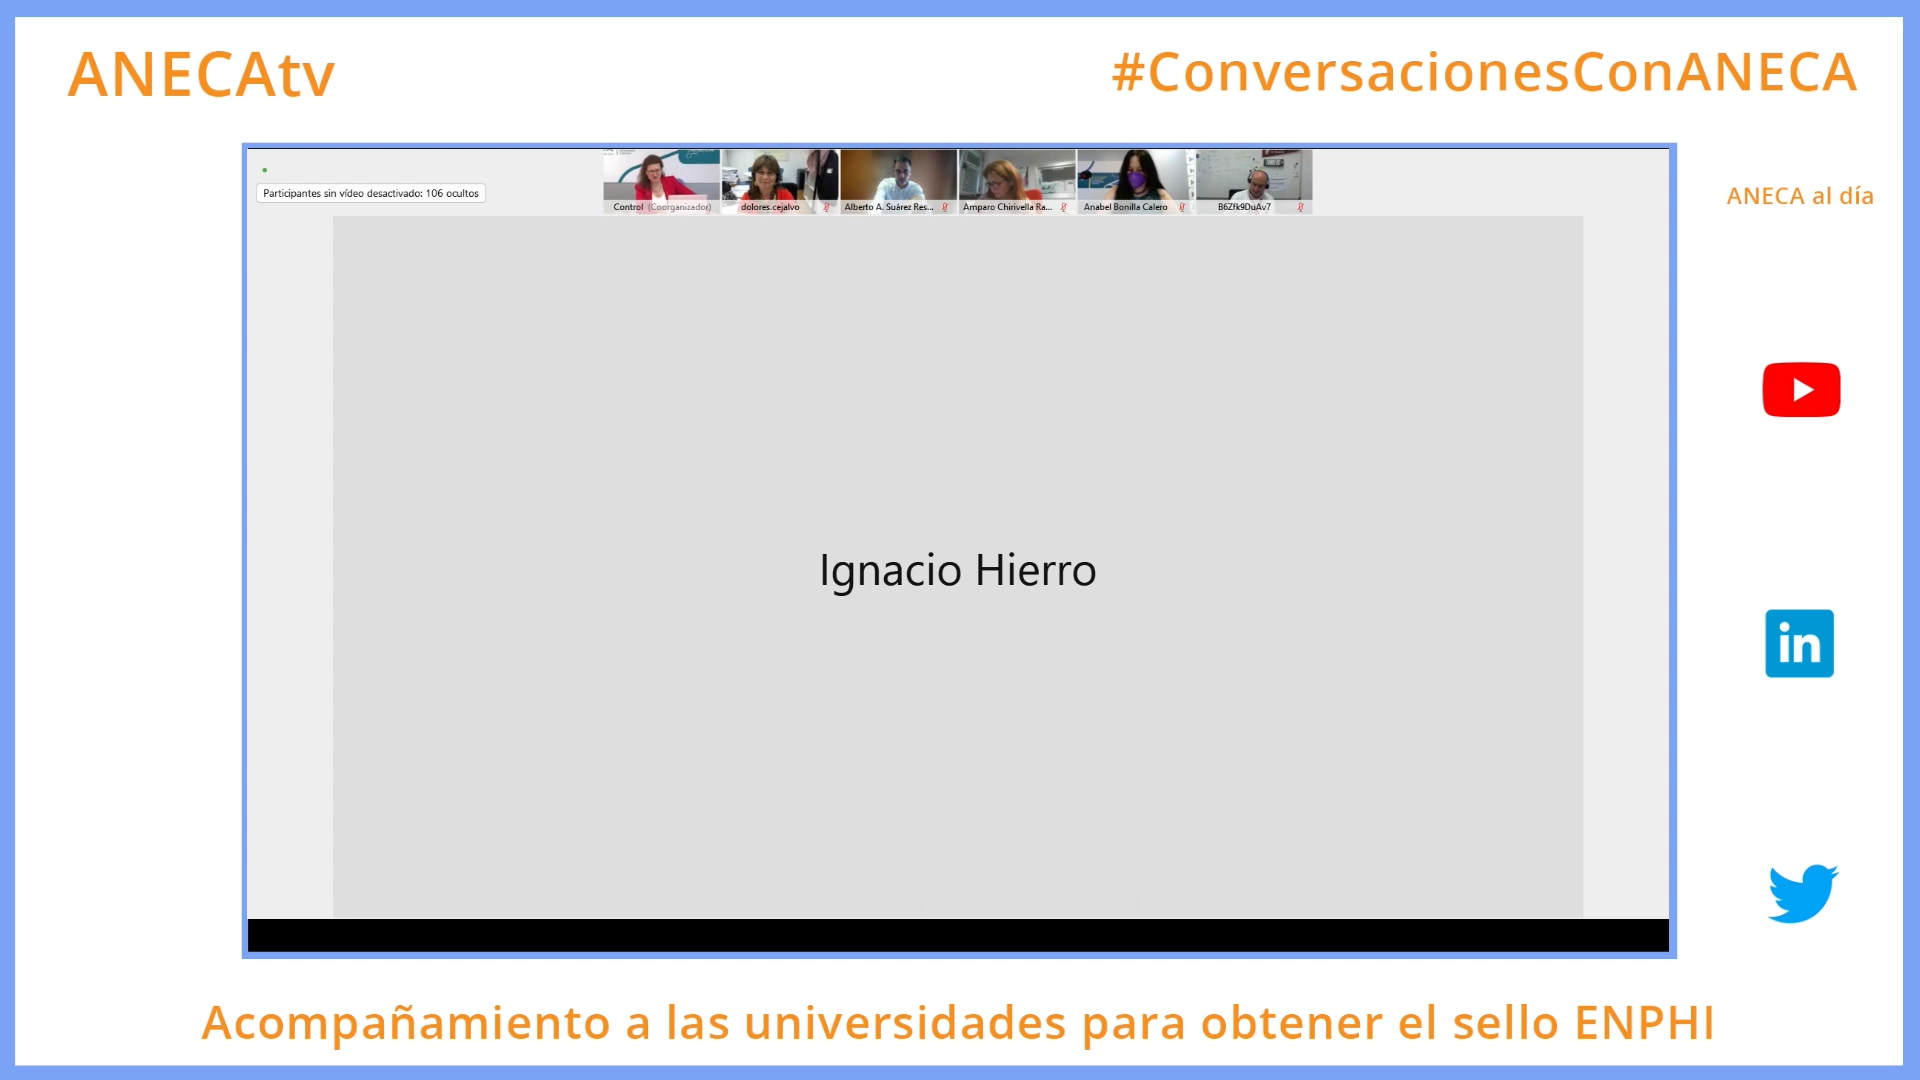 ANECAtv
#ConversacionesConANECA
ANECA al día
Participantes sin vídeo desactivado: 106 ocultos
Control (Coorganizador)
dolores.cejalvo
Alberto A. Suárez Res...
Amparo Chirivella Ra...
Anabel Bonilla Calero
B6Zfk9DuAv7
Ignacio Hierro
in
Acompañamiento a las universidades para obtener el sello ENPHI